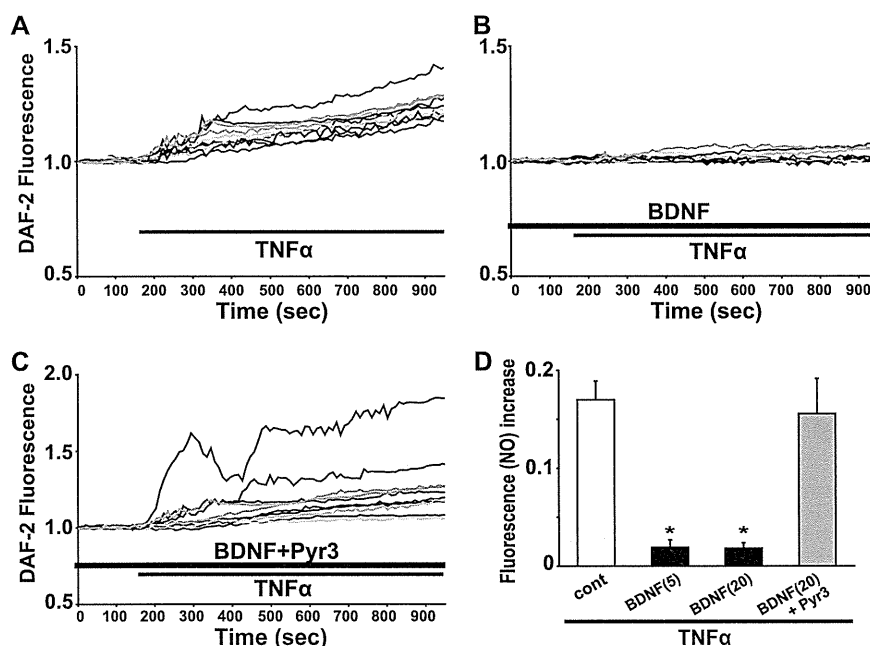 A
1.5
1.0
0.5
DAF-2 Fluorescence
TNFα
0 100 200 300 400 500 600 700 800 900
Time (sec)
B
1.5
1.0
0.5
BDNF
TNFα
0 100 200 300 400 500 600 700 800 900
Time (sec)
C
2.0
1.5
1.0
0.5
DAF-2 Fluorescence
BDNF+Pyr3
TNFα
0 100 200 300 400 500 600 700 800 900
Time (sec)
D
0.2
0.1
0
Fluorescence (NO) increase
* *
cont
BDNF(5)
BDNF(20)
BDNF(20)
+ Pyr3
TNFα